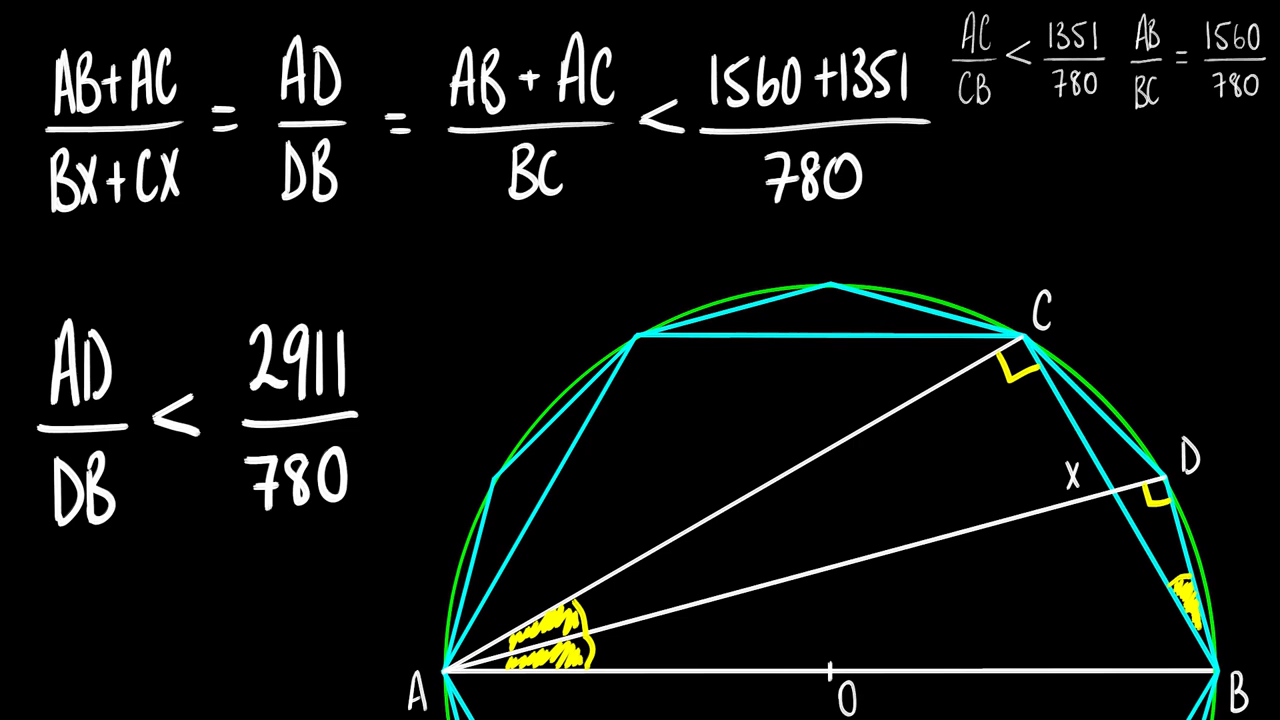 AB+AC/BX+CX = AD/DB = AB + AC/BC < 1560+1351/780
AC/CB < 1351/780 AB/BC = 1560/780
AD/DB < 2911/780
C
D
X
A
O
B